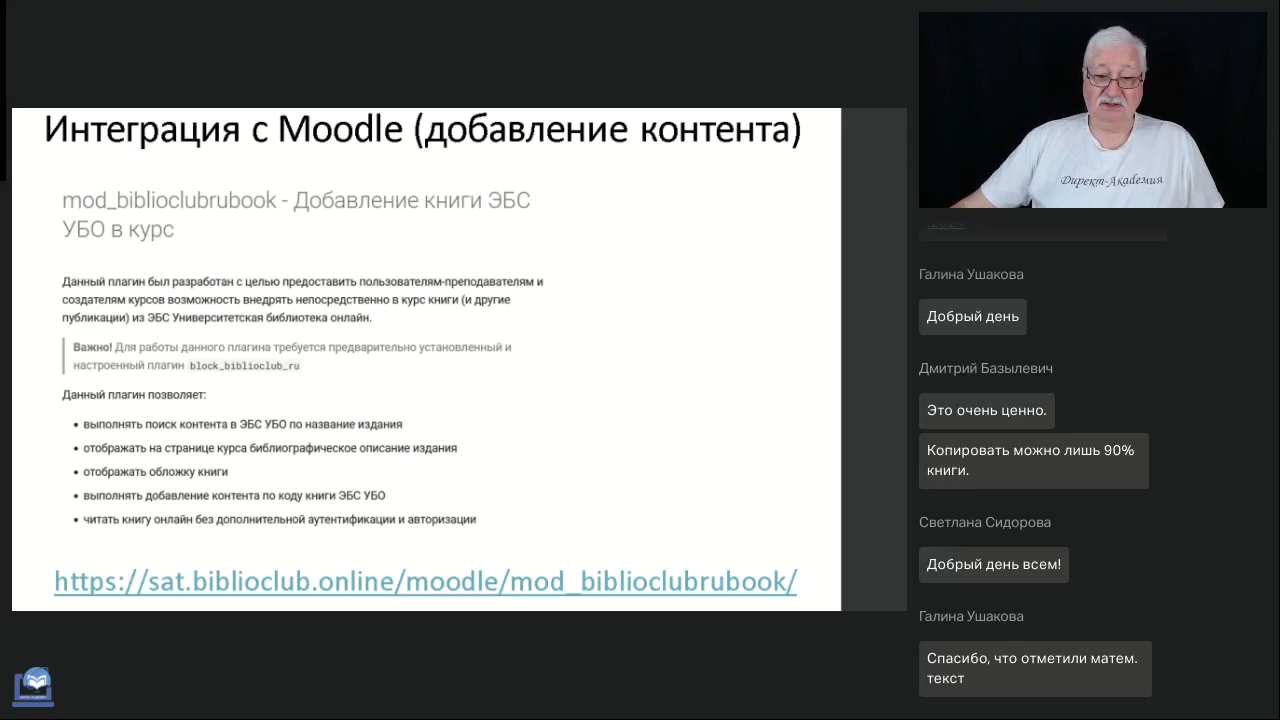 Интеграция с Moodle (добавление контента)
mod_biblioclubrubook - Добавление книги ЭБС
УБО в курс
Данный плагин был разработан с целью предоставить пользователям-преподавателям и
создателям курсов возможность внедрять непосредственно в курс книги (и другие
публикации) из ЭБС Университетская библиотека онлайн.
Важно! Для работы данного плагина требуется предварительно установленный и
настроенный плагин block_biblioclub_ru
Данный плагин позволяет:
• выполнять поиск контента в ЭБС УБО по название издания
• отображать на странице курса библиографическое описание издания
• отображать обложку книги
• выполнять добавление контента по коду книги ЭБС УБО
• читать книгу онлайн без дополнительной аутентификации и авторизации
https://sat.biblioclub.online/moodle/mod_biblioclubrubook/
Директ-Академия
Галина Ушакова
Добрый день
Дмитрий Базылевич
Это очень ценно.
Копировать можно лишь 90%
книги.
Светлана Сидорова
Добрый день всем!
Галина Ушакова
Спасибо, что отметили матем.
текст